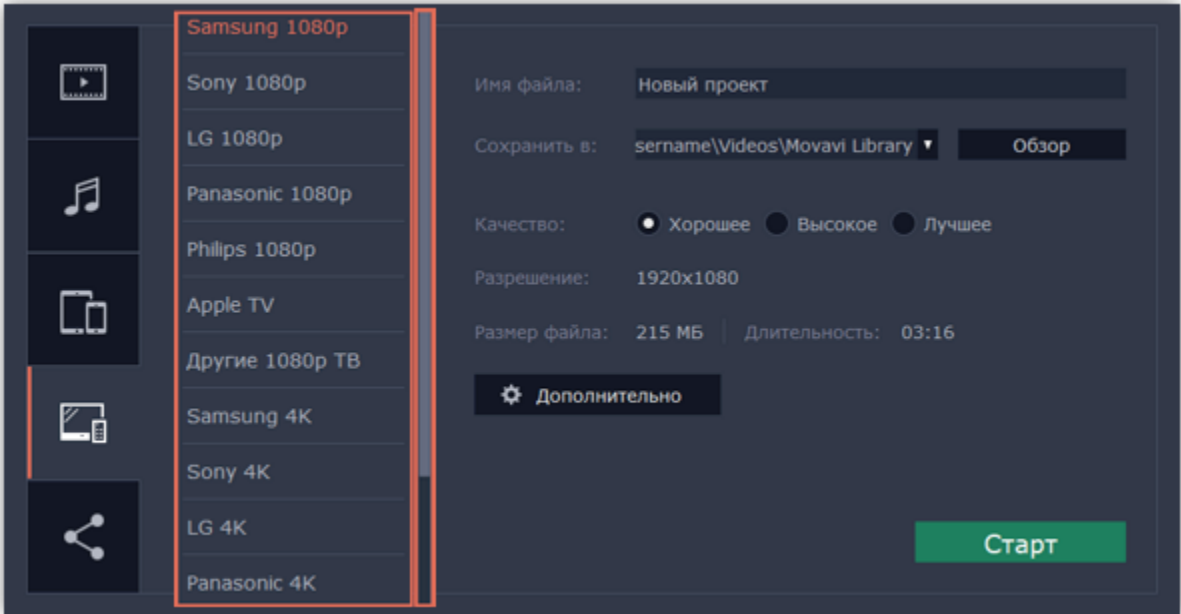 Samsung 1080p
Sony 1080p
LG 1080p
Panasonic 1080p
Philips 1080p
Apple TV
Другие 1080p ТВ
Samsung 4K
Sony 4K
LG 4K
Panasonic 4K
Имя файла: Новый проект
Сохранить в: sername\Videos\Movavi Library Обзор
Качество: Хорошее Высокое Лучшее
Разрешение: 1920x1080
Размер файла: 215 МБ Длительность: 03:16
Дополнительно
Старт